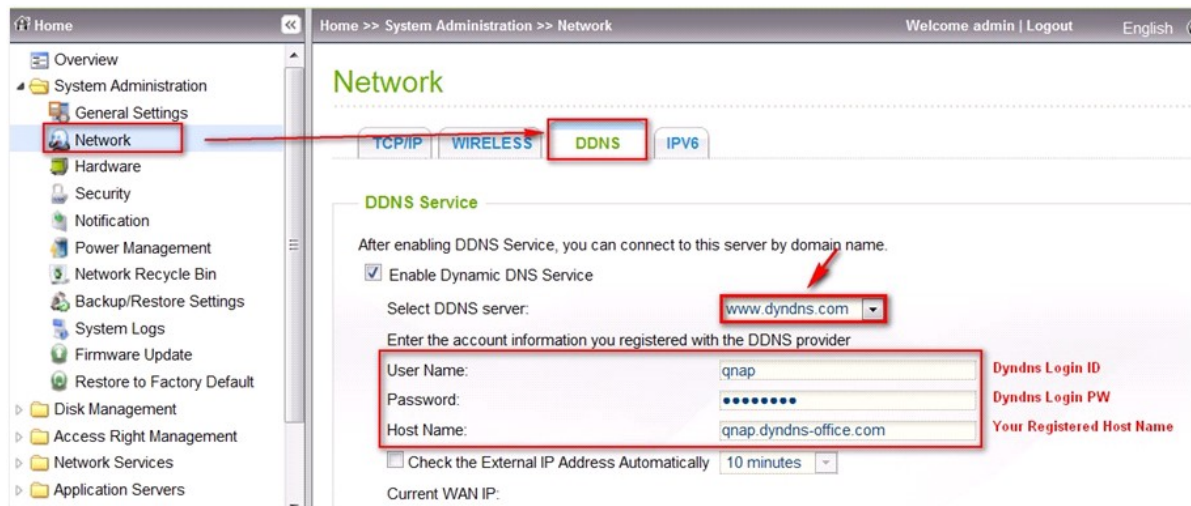 Home
Home >> System Administration >> Network
Welcome admin | Logout
English
Overview
System Administration
General Settings
Network
Hardware
Security
Notification
Power Management
Network Recycle Bin
Backup/Restore Settings
System Logs
Firmware Update
Restore to Factory Default
Disk Management
Access Right Management
Network Services
Application Servers
Network
TCP/IP WIRELESS DDNS IPV6
DDNS Service
After enabling DDNS Service, you can connect to this server by domain name.
Enable Dynamic DNS Service
Select DDNS server: www.dyndns.com
Enter the account information you registered with the DDNS provider
User Name: qnap Dyndns Login ID
Password: ●●●●●●●● Dyndns Login PW
Host Name: qnap.dyndns-office.com Your Registered Host Name
Check the External IP Address Automatically 10 minutes
Current WAN IP: